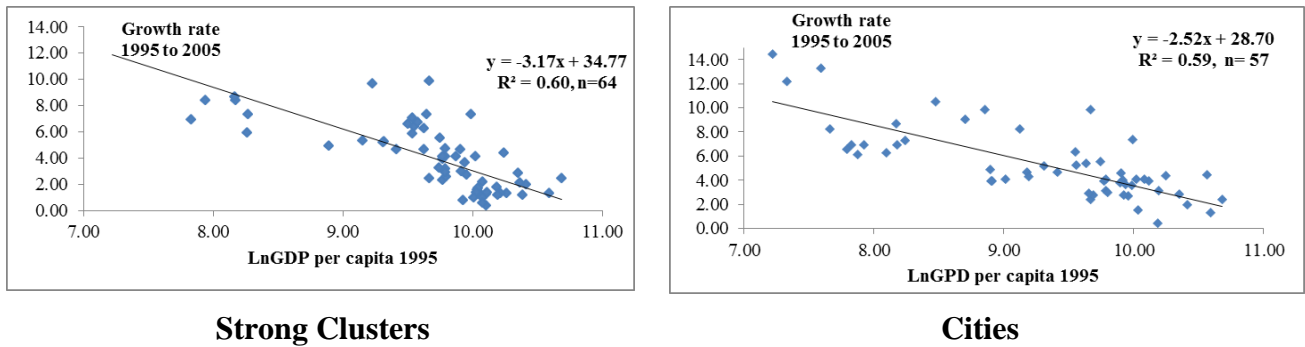 Growth rate
1995 to 2005
y = -3.17x + 34.77
R² = 0.60, n=64
14.00
12.00
10.00
8.00
6.00
4.00
2.00
0.00
7.00 8.00 9.00 10.00 11.00
LnGDP per capita 1995
Strong Clusters
Growth rate
1995 to 2005
y = -2.52x + 28.70
R² = 0.59, n= 57
14.00
12.00
10.00
8.00
6.00
4.00
2.00
0.00
7.00 8.00 9.00 10.00 11.00
LnGPD per capita 1995
Cities